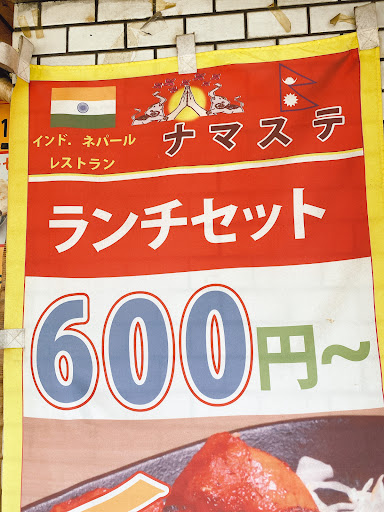 インド．ネパール
レストラン
ナマステ
ランチセット
600円～